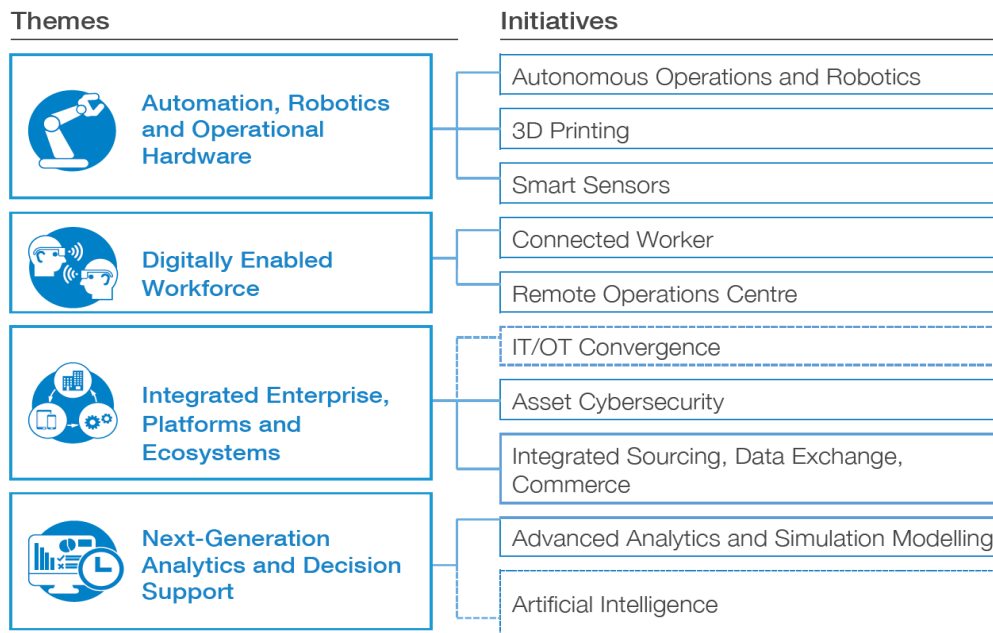 Themes
Initiatives
Automation, Robotics
and Operational
Hardware
Autonomous Operations and Robotics
3D Printing
Smart Sensors
Digitally Enabled
Workforce
Connected Worker
Remote Operations Centre
Integrated Enterprise,
Platforms and
Ecosystems
IT/OT Convergence
Asset Cybersecurity
Integrated Sourcing, Data Exchange,
Commerce
Next-Generation
Analytics and Decision
Support
Advanced Analytics and Simulation Modelling
Artificial Intelligence